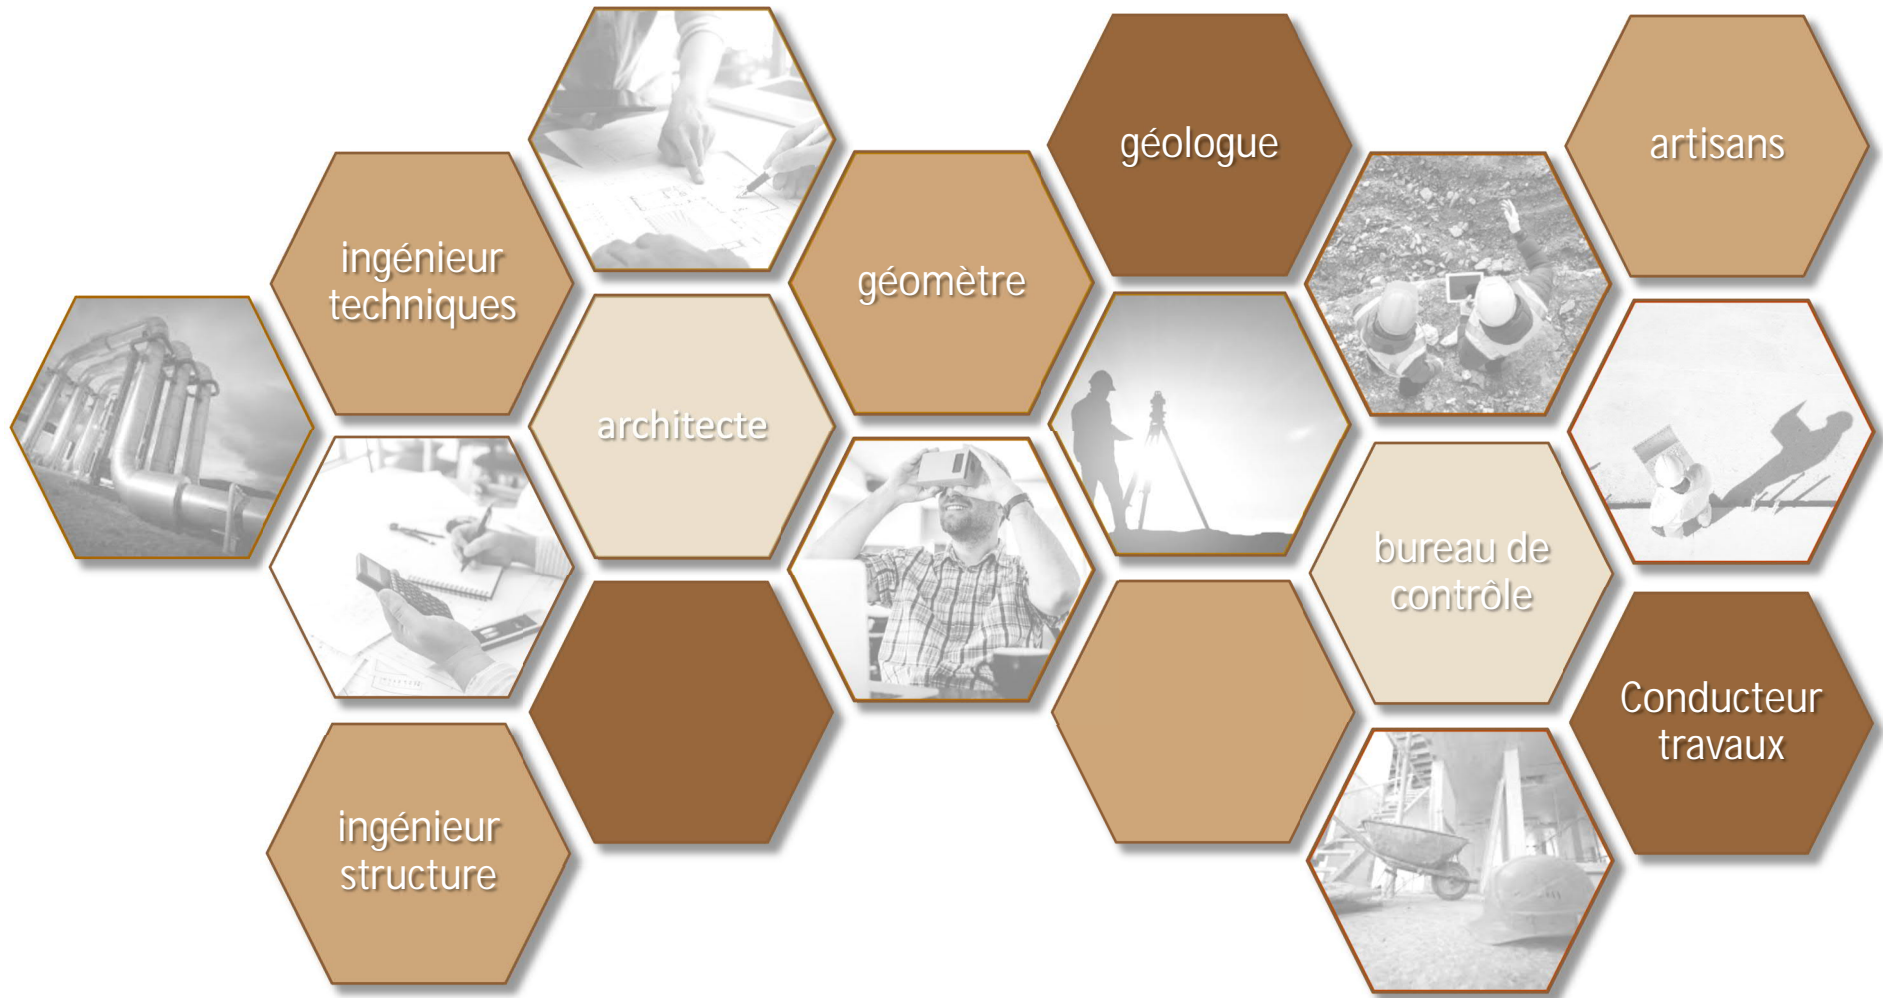 géologue
artisans
ingénieur
techniques
géomètre
architecte
bureau de
contrôle
Conducteur
travaux
ingénieur
structure